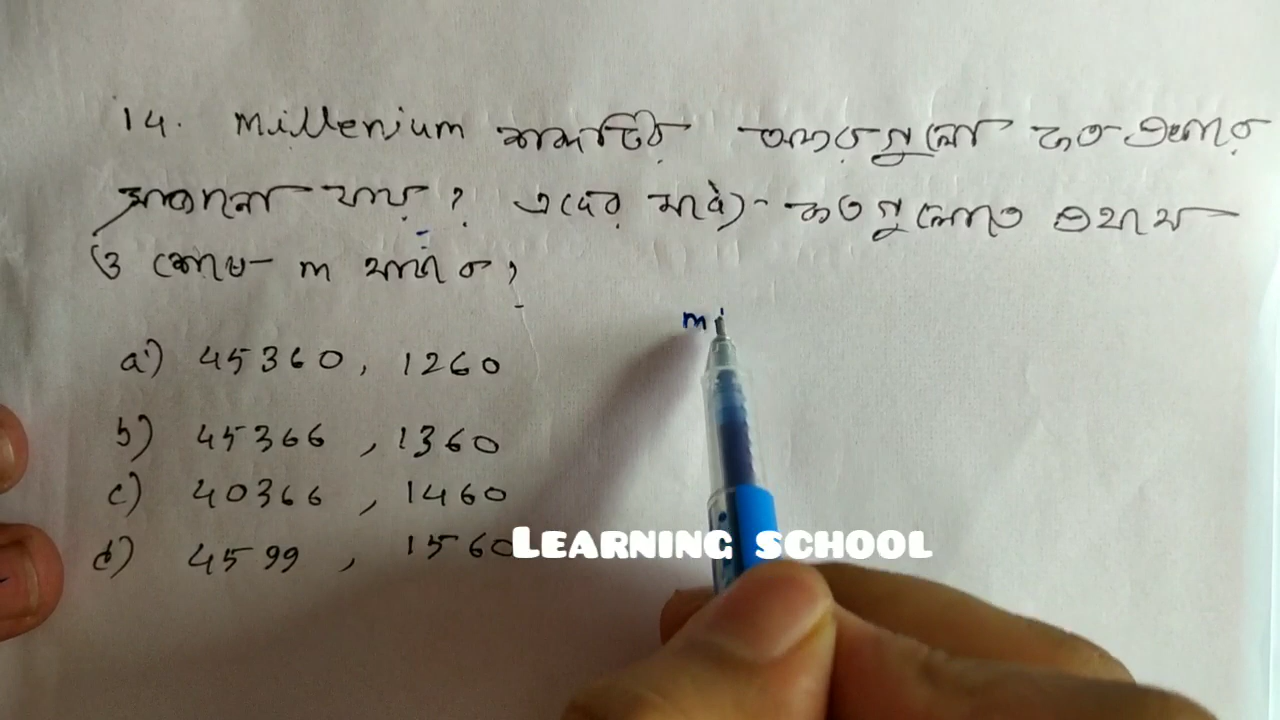 14. Millenium শব্দটির অক্ষরগুলো কত প্রকারে
সাজানো যায়? এদের মধ্যে কতগুলোতে প্রথমে
ও শেষে m থাকবে?
m
a) 45360, 1260
b) 45366, 1360
c) 40366, 1460
d) 4599, 1560
LEARNING SCHOOL